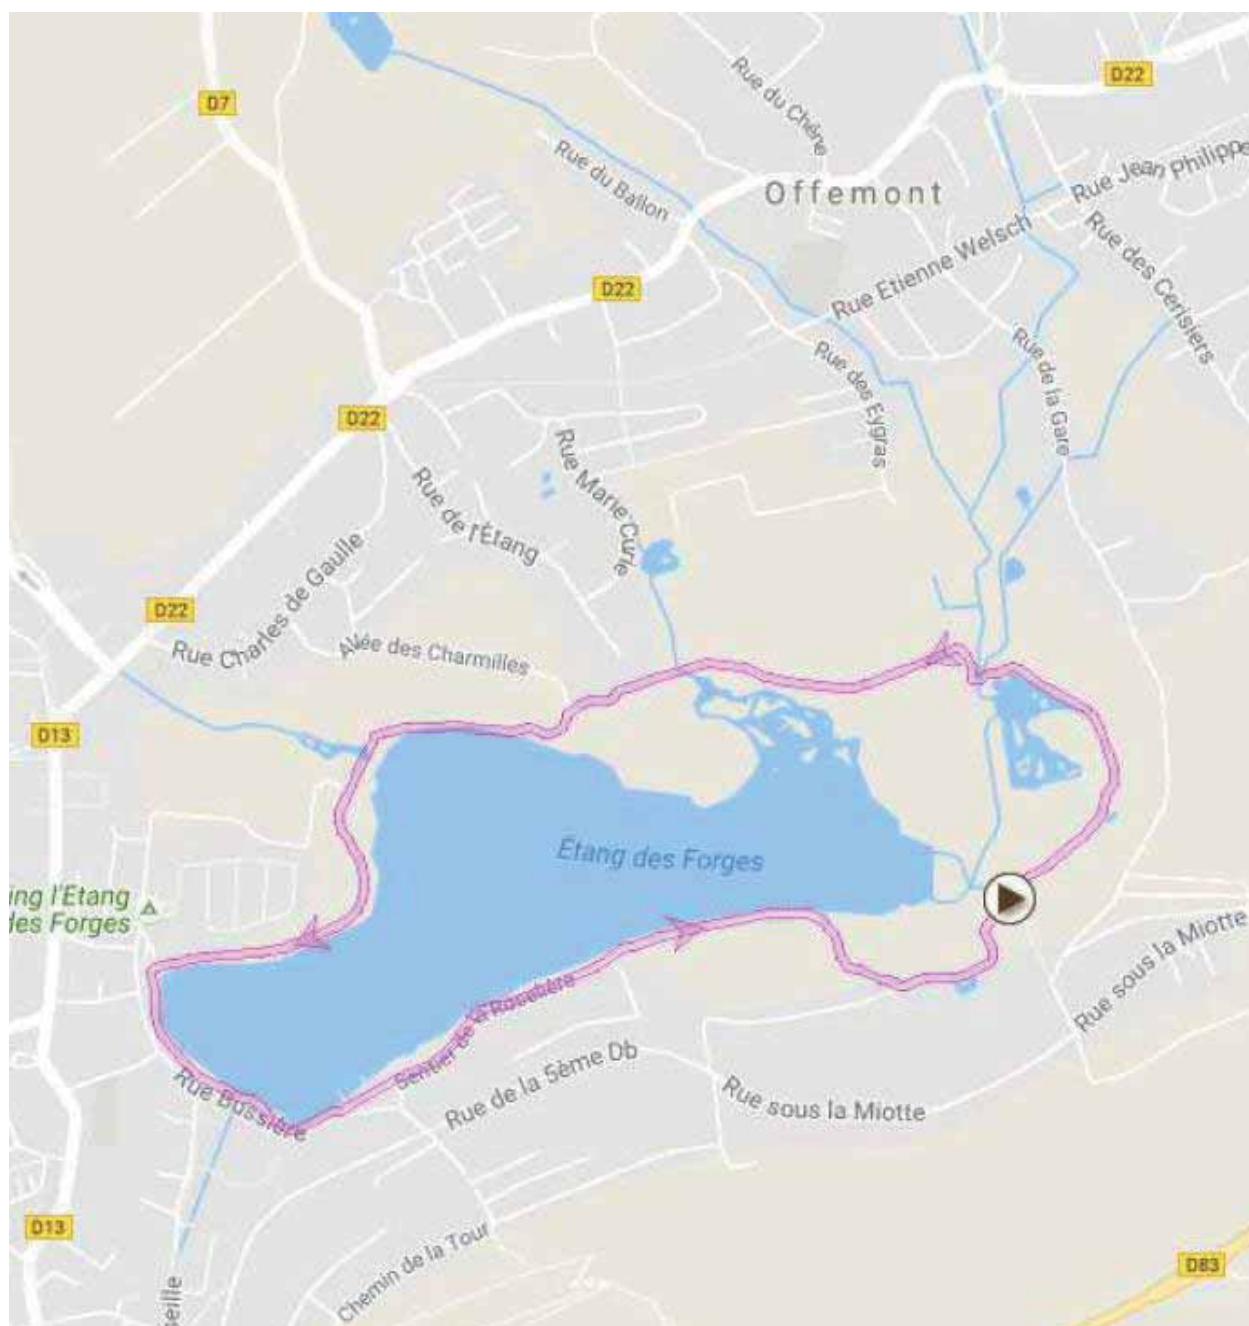 D22
D7
Rue du Chêne
Rue du Ballon
Offemont
Rue Jean Philippe
Rue Etienne Welsch
Rue des Cerisiers
D22
Rue des Eygras
Rue de la Gare
D22
Rue Marie Curie
Rue de l'Étang
Rue Charles de Gaulle
D22
Allée des Charmilles
D13
Étang des Forges
ing l'Etang
des Forges
Rue sous la Miotte
Sentier de la Roselière
Rue de la 5ème Db
Rue Bussière
Rue sous la Miotte
D13
Chemin de la Tour
D83
eille